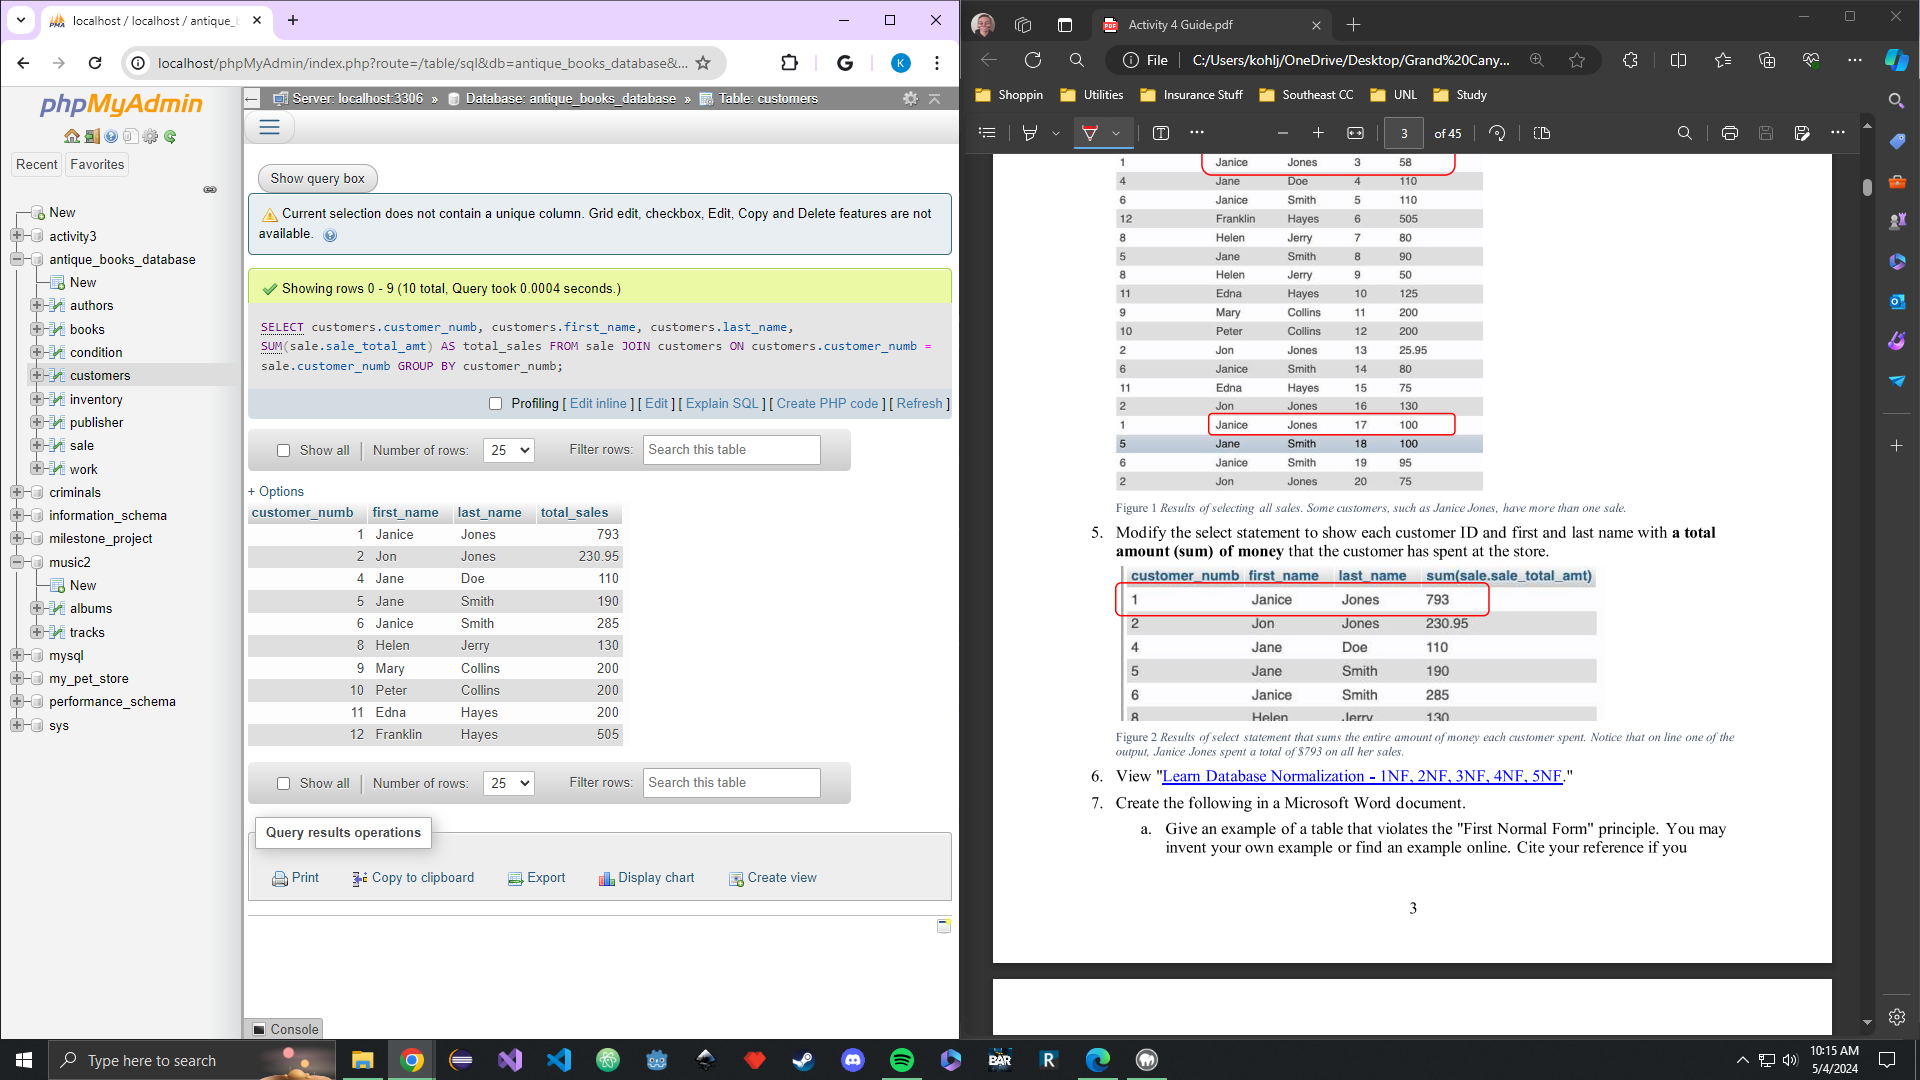 localhost / localhost / antique_b
localhost/phpMyAdmin/index.php?route=/table/sql&db=antique_books_database&...
K
phpMyAdmin
Recent
Favorites
New
activity3
antique_books_database
New
authors
books
condition
customers
inventory
publisher
sale
work
criminals
information_schema
milestone_project
music2
New
albums
tracks
mysql
my_pet_store
performance_schema
sys
Server: localhost:3306 » Database: antique_books_database » Table: customers
Show query box
Current selection does not contain a unique column. Grid edit, checkbox, Edit, Copy and Delete features are not
available.
Showing rows 0 - 9 (10 total, Query took 0.0004 seconds.)
SELECT customers.customer_numb, customers.first_name, customers.last_name,
SUM(sale.sale_total_amt) AS total_sales FROM sale JOIN customers ON customers.customer_numb =
sale.customer_numb GROUP BY customer_numb;
Profiling [ Edit inline ] [ Edit ] [ Explain SQL ] [ Create PHP code ] [ Refresh ]
Show all | Number of rows: 25 Filter rows: Search this table
+ Options
customer_numb first_name last_name total_sales
1 Janice Jones 793
2 Jon Jones 230.95
4 Jane Doe 110
5 Jane Smith 190
6 Janice Smith 285
8 Helen Jerry 130
9 Mary Collins 200
10 Peter Collins 200
11 Edna Hayes 200
12 Franklin Hayes 505
Show all | Number of rows: 25 Filter rows: Search this table
Query results operations
Print Copy to clipboard Export Display chart Create view
Console
Activity 4 Guide.pdf
File C:/Users/kohlj/OneDrive/Desktop/Grand%20Cany...
Shoppin Utilities Insurance Stuff Southeast CC UNL Study
3 of 45
1 Janice Jones 3 58
4 Jane Doe 4 110
6 Janice Smith 5 110
12 Franklin Hayes 6 505
8 Helen Jerry 7 80
5 Jane Smith 8 90
8 Helen Jerry 9 50
11 Edna Hayes 10 125
9 Mary Collins 11 200
10 Peter Collins 12 200
2 Jon Jones 13 25.95
6 Janice Smith 14 80
11 Edna Hayes 15 75
2 Jon Jones 16 130
1 Janice Jones 17 100
5 Jane Smith 18 100
6 Janice Smith 19 95
2 Jon Jones 20 75
Figure 1 Results of selecting all sales. Some customers, such as Janice Jones, have more than one sale.
5. Modify the select statement to show each customer ID and first and last name with a total
amount (sum) of money that the customer has spent at the store.
customer_numb first_name last_name sum(sale.sale_total_amt)
1 Janice Jones 793
2 Jon Jones 230.95
4 Jane Doe 110
5 Jane Smith 190
6 Janice Smith 285
8 Helen Jerry 130
Figure 2 Results of select statement that sums the entire amount of money each customer spent. Notice that on line one of the
output, Janice Jones spent a total of $793 on all her sales.
6. View "Learn Database Normalization - 1NF, 2NF, 3NF, 4NF, 5NF."
7. Create the following in a Microsoft Word document.
a. Give an example of a table that violates the "First Normal Form" principle. You may
invent your own example or find an example online. Cite your reference if you
3
Type here to search
BAR
R
10:15 AM
5/4/2024